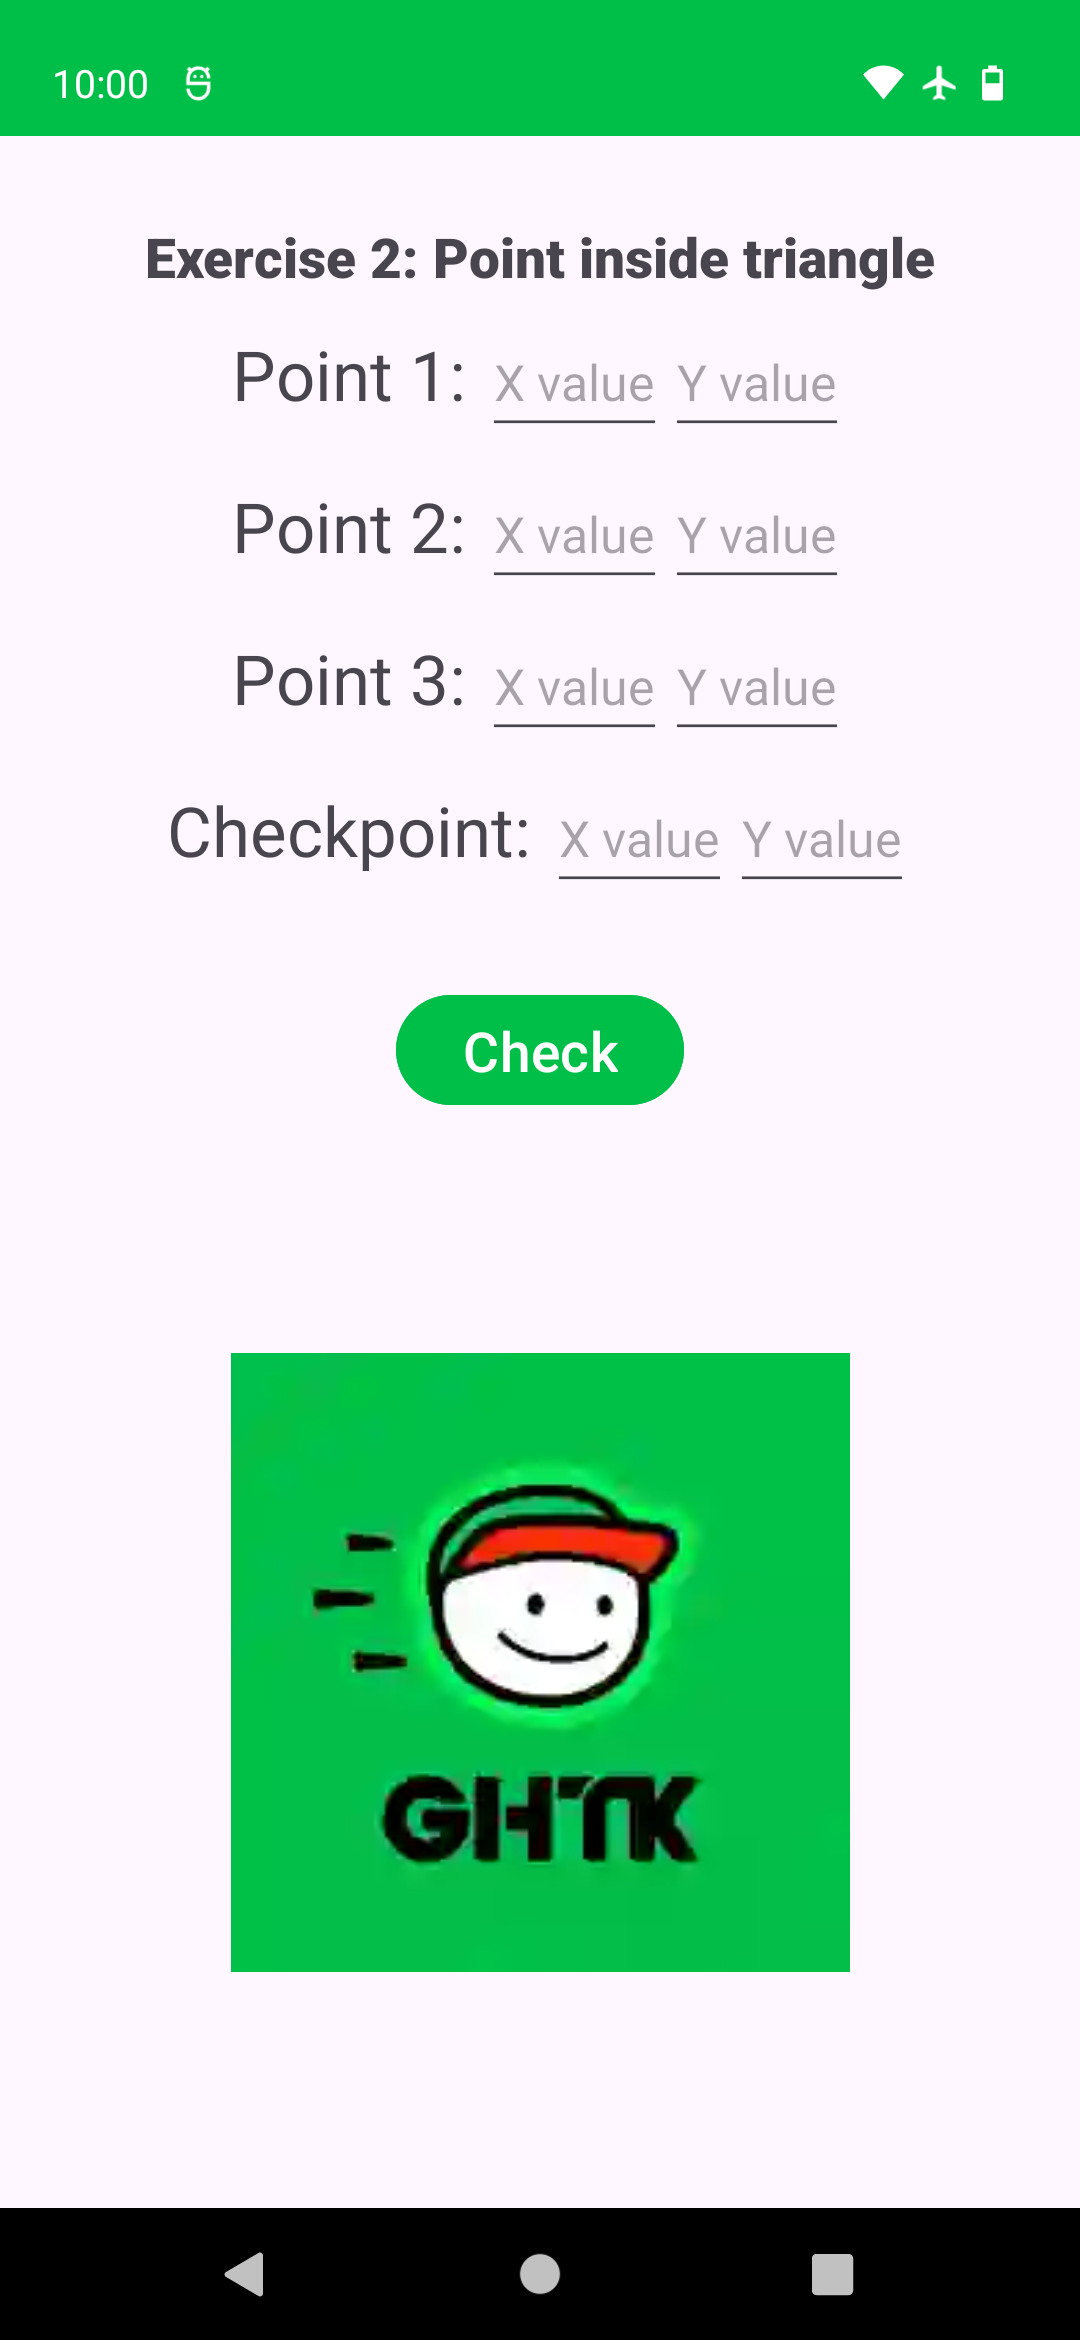 10:00
Exercise 2: Point inside triangle
Point 1: X value Y value
Point 2: X value Y value
Point 3: X value Y value
Checkpoint: X value Y value
Check
GHTK